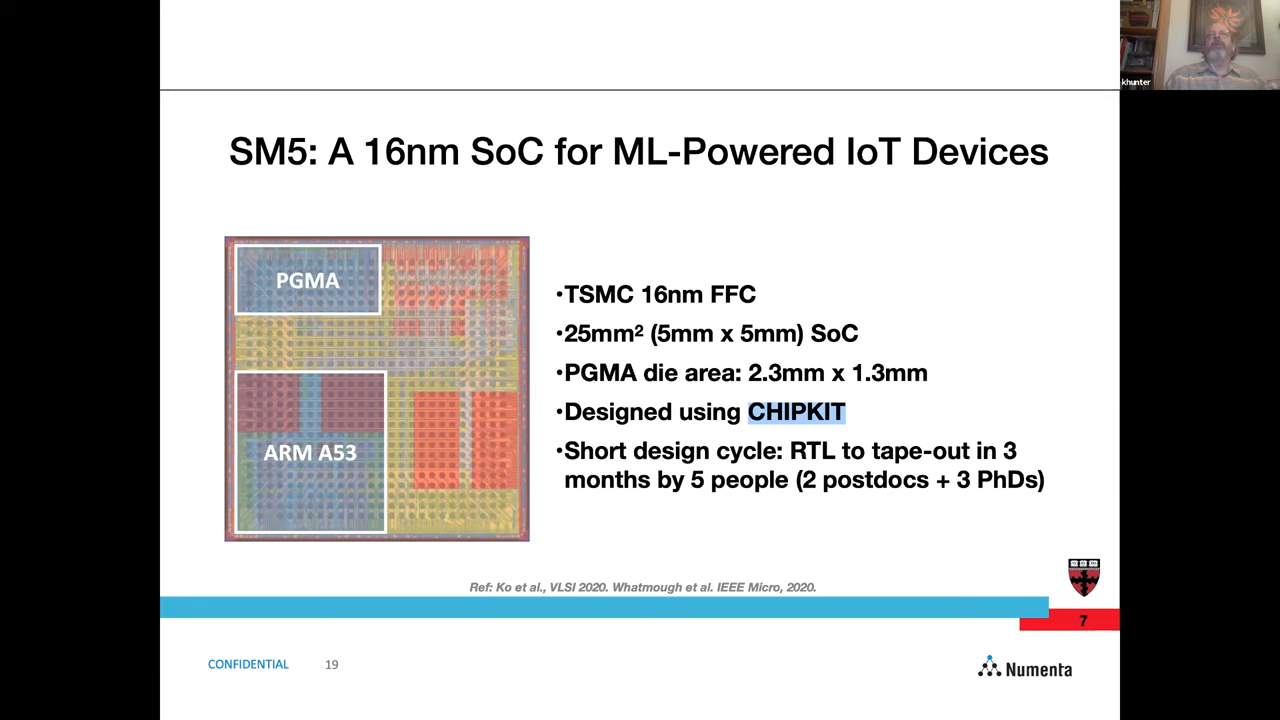 khunter
SM5: A 16nm SoC for ML-Powered IoT Devices
PGMA
ARM A53
•TSMC 16nm FFC
•25mm² (5mm x 5mm) SoC
•PGMA die area: 2.3mm x 1.3mm
•Designed using CHIPKIT
•Short design cycle: RTL to tape-out in 3
months by 5 people (2 postdocs + 3 PhDs)
Ref: Ko et al., VLSI 2020. Whatmough et al. IEEE Micro, 2020.
7
CONFIDENTIAL 19
Numenta